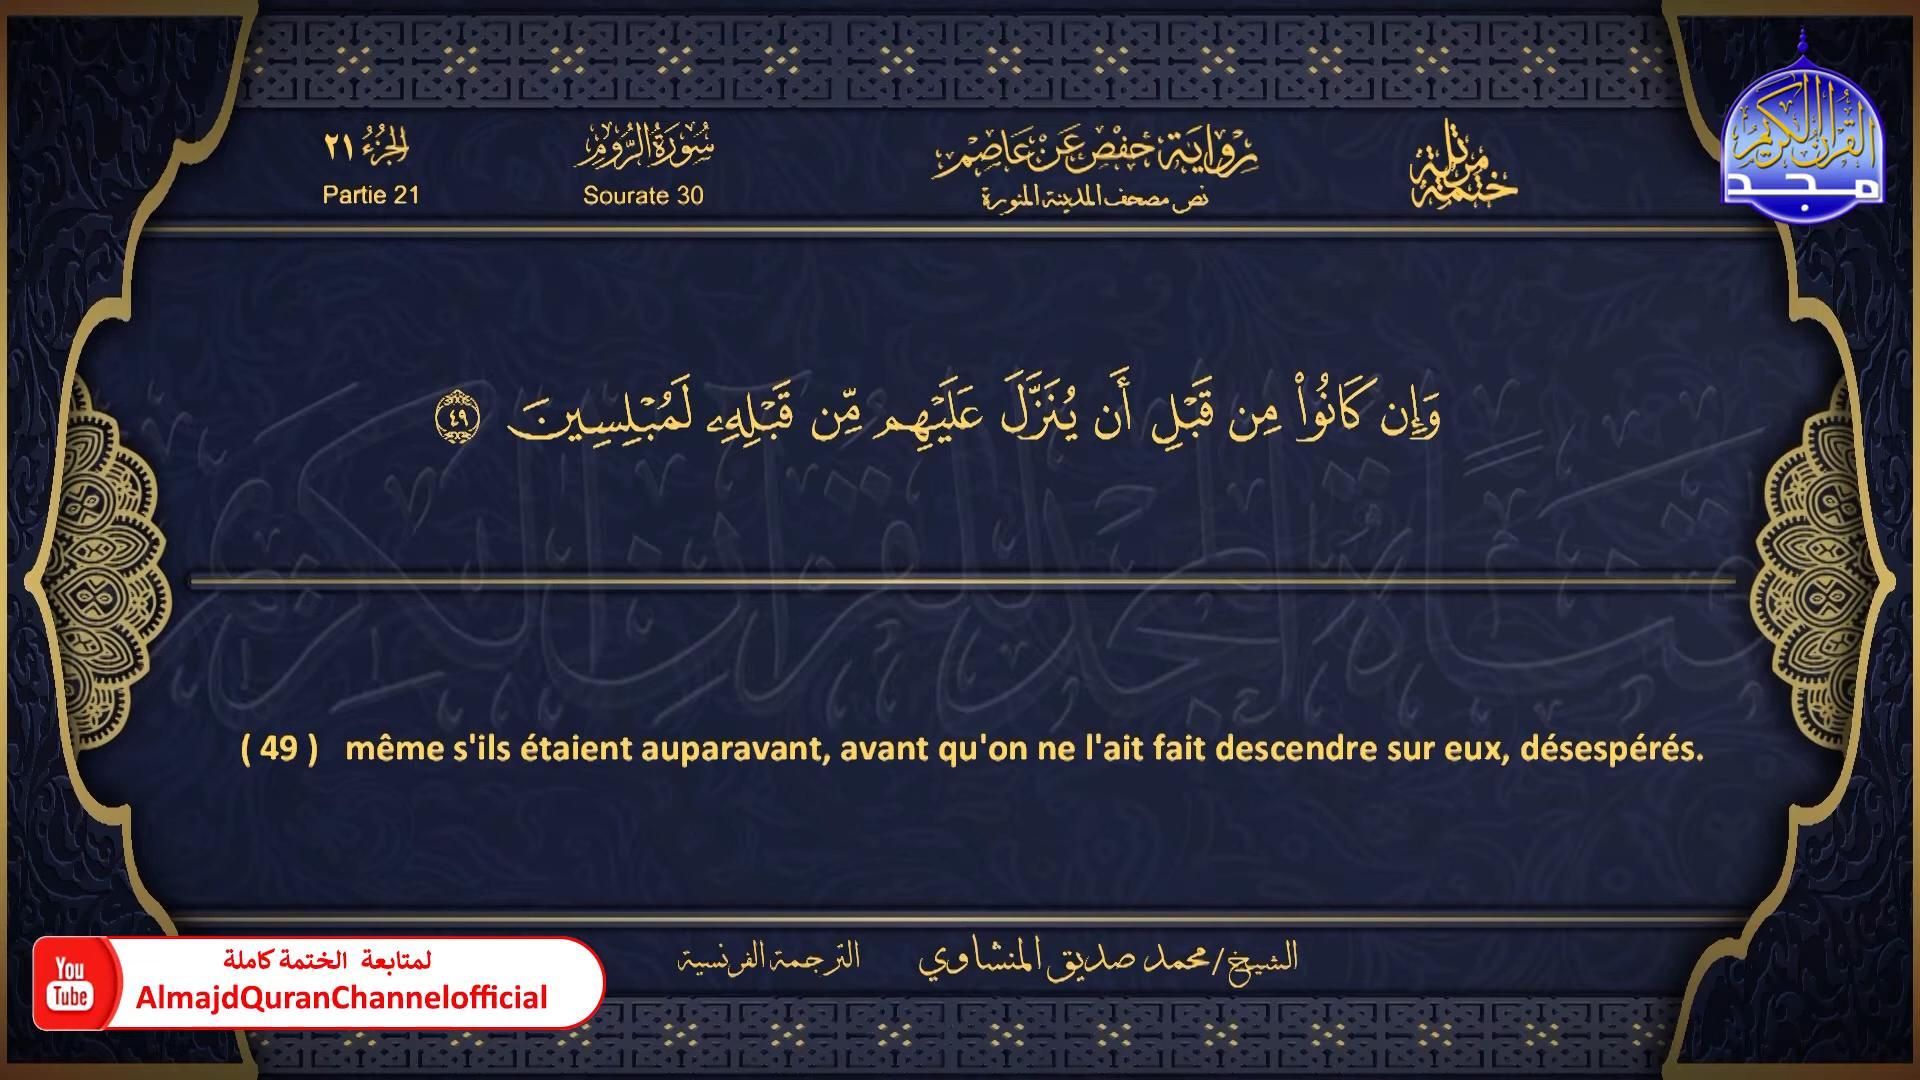 ختمة مرتلة
رواية حفص عن عاصم
نص مصحف المدينة المنورة
سورة الروم
Sourate 30
الجزء ٢١
Partie 21
القرآن الكريم
مجد
وَإِن كَانُوا۟ مِن قَبْلِ أَن يُنَزَّلَ عَلَيْهِم مِّن قَبْلِهِۦ لَمُبْلِسِينَ ٤٩
( 49 ) même s'ils étaient auparavant, avant qu'on ne l'ait fait descendre sur eux, désespérés.
الشيخ/محمد صديق المنشاوي
الترجمة الفرنسية
You
Tube
لمتابعة الختمة كاملة
AlmajdQuranChannelofficial